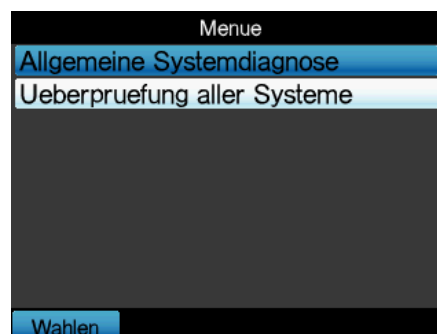 Menue
Allgemeine Systemdiagnose
Ueberpruefung aller Systeme
Wahlen